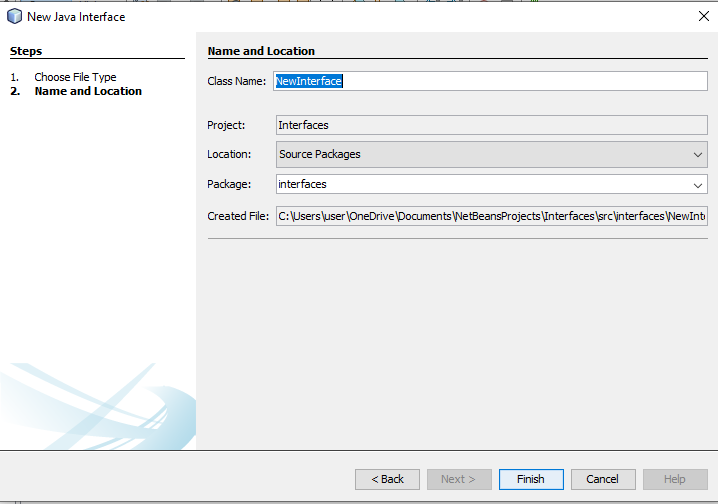 New Java Interface
Steps
1. Choose File Type
2. Name and Location
Name and Location
Class Name: NewInterface
Project: Interfaces
Location: Source Packages
Package: interfaces
Created File: C:\Users\user\OneDrive\Documents\NetBeansProjects\Interfaces\src\interfaces\NewInt
< Back Next > Finish Cancel Help